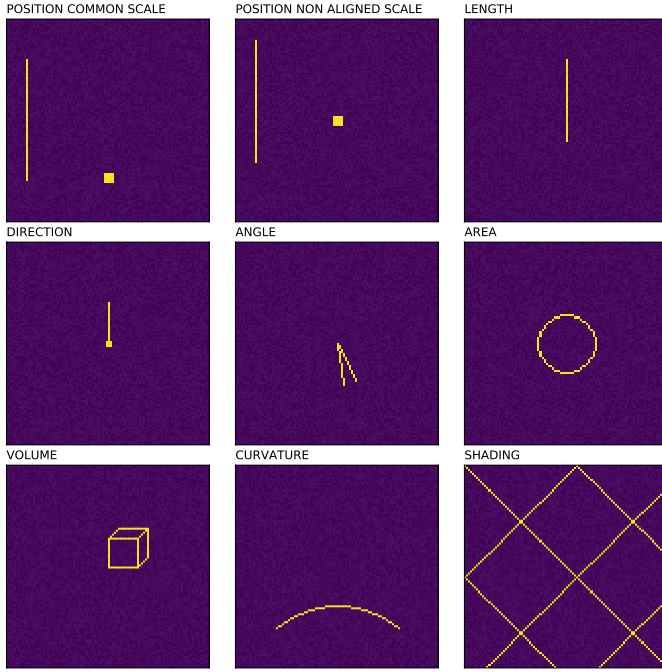 POSITION COMMON SCALE
POSITION NON ALIGNED SCALE
LENGTH
DIRECTION
ANGLE
AREA
VOLUME
CURVATURE
SHADING